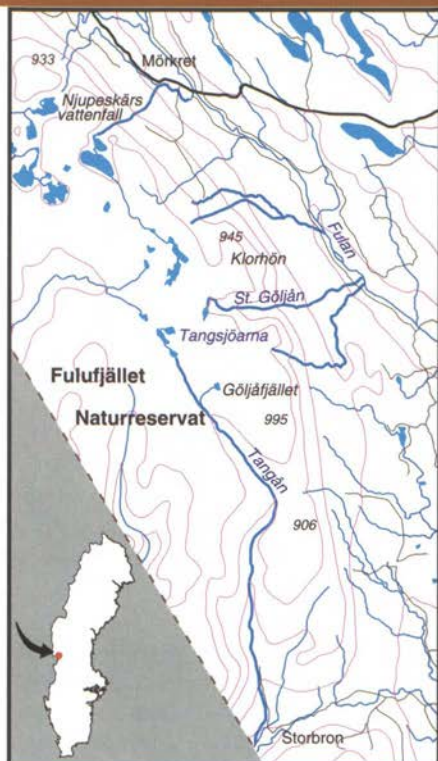 933
Mörkret
Njupeskärs
vattenfall
Fulan
945
Klorhön
St. Göljån
Tangsjöarna
Fulufjället
Göljåfjället
Naturreservat
995
Tangån
906
Storbron